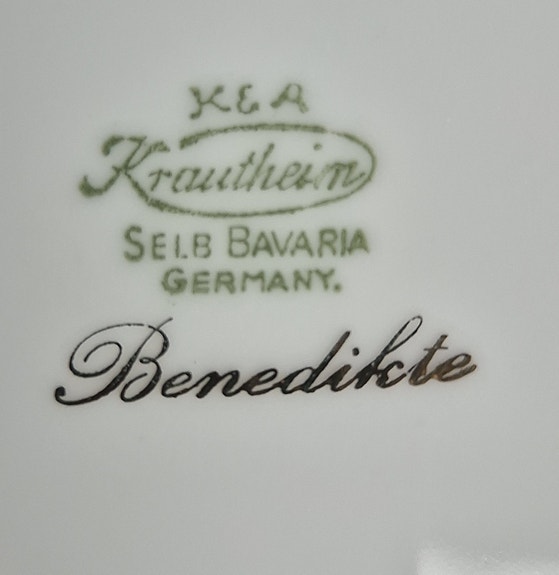 K & A
Krautheim
SELB BAVARIA
GERMANY.
Benedikte